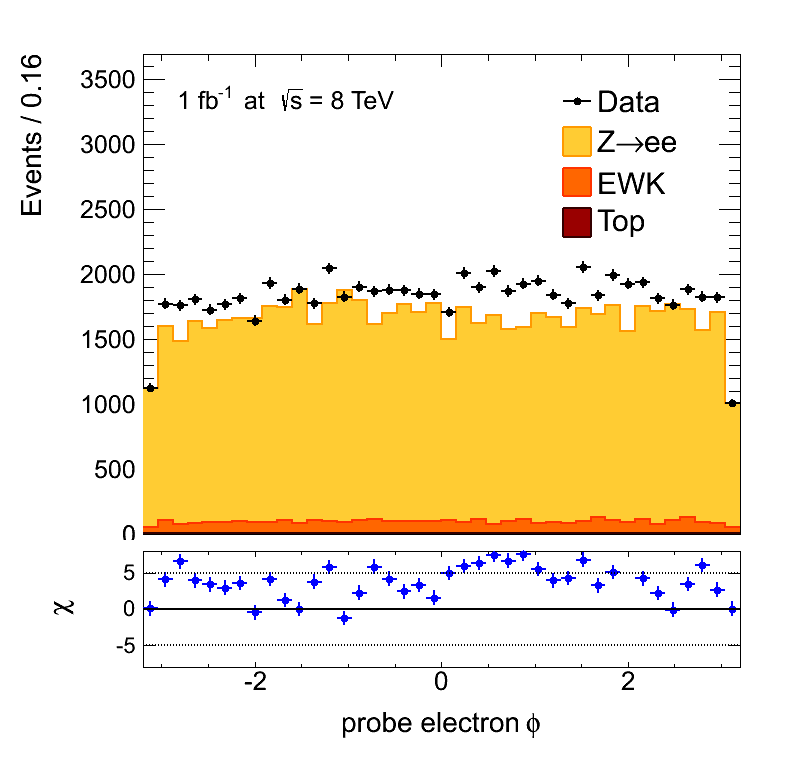 Events / 0.16
3500
3000
2500
2000
1500
1000
500
0
1 fb⁻¹ at √s = 8 TeV
Data
Z→ee
EWK
Top
χ
5
0
-5
-2
0
2
probe electron ϕ